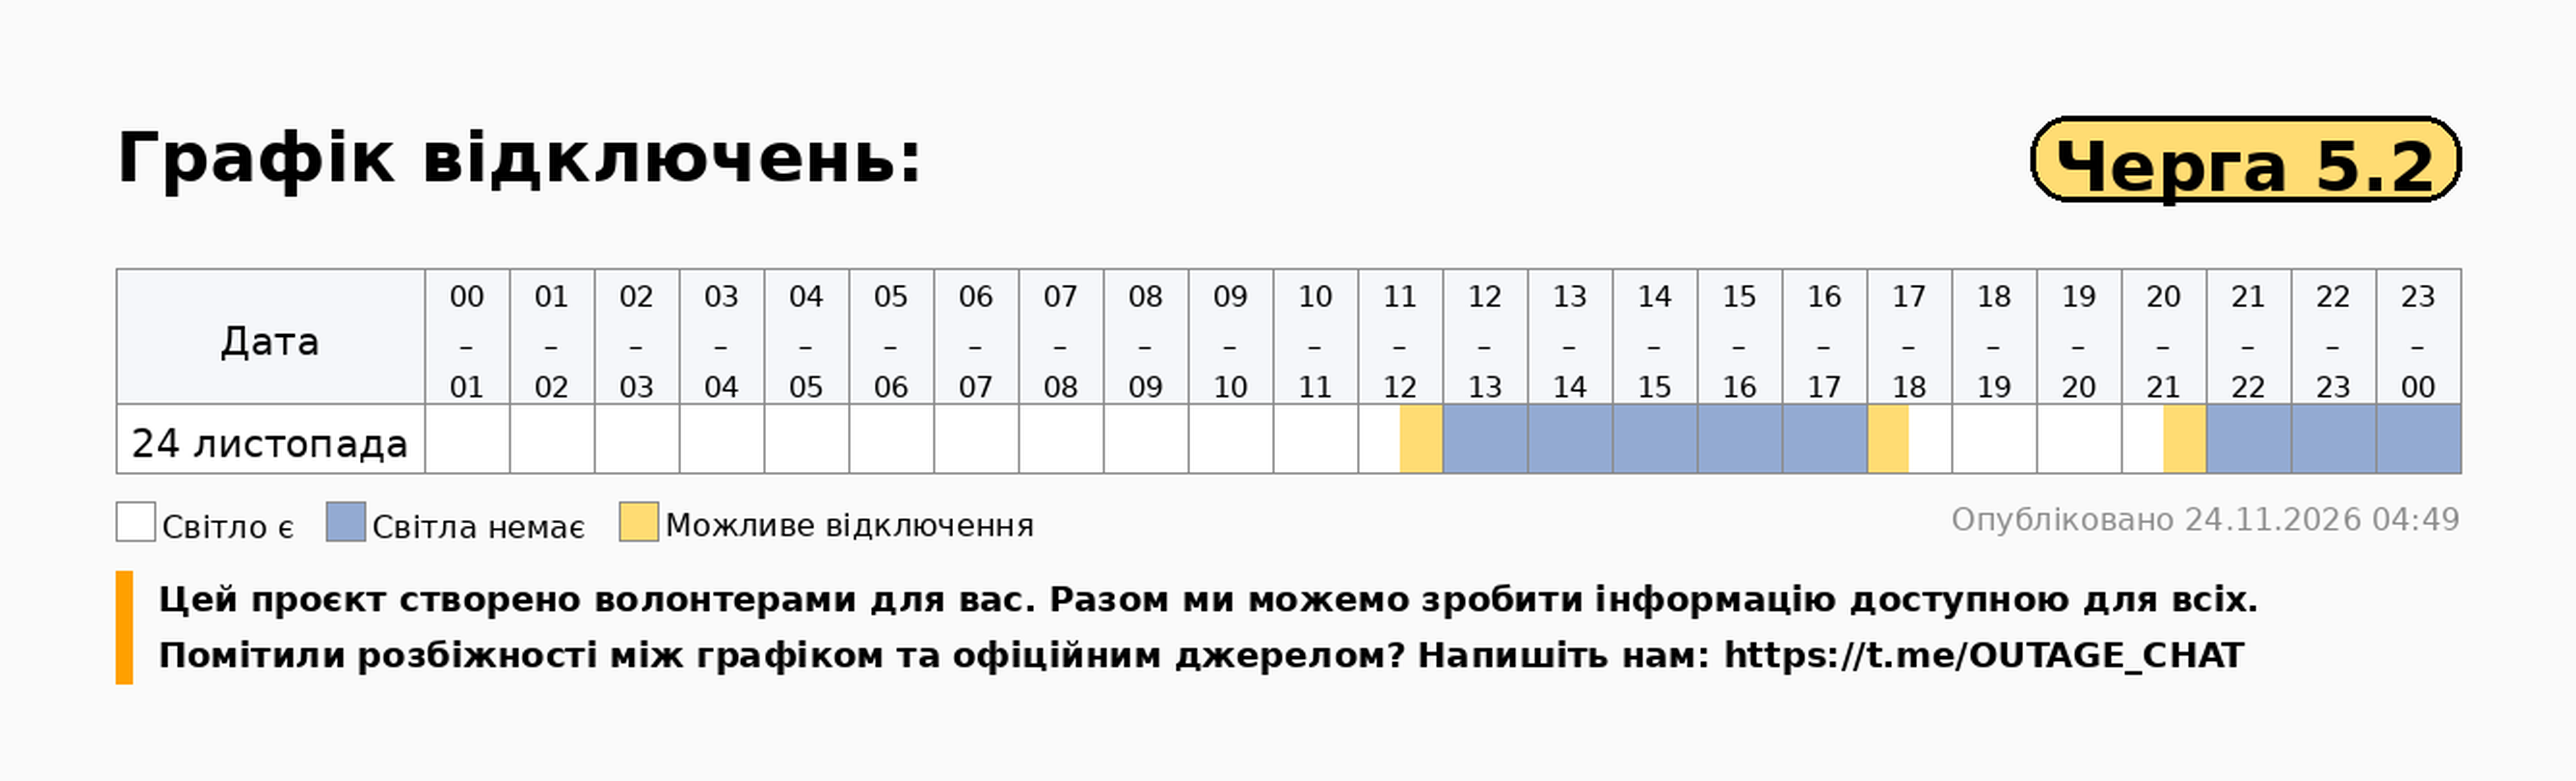 Графік відключень:
Черга 5.2
Дата
00 – 01
01 – 02
02 – 03
03 – 04
04 – 05
05 – 06
06 – 07
07 – 08
08 – 09
09 – 10
10 – 11
11 – 12
12 – 13
13 – 14
14 – 15
15 – 16
16 – 17
17 – 18
18 – 19
19 – 20
20 – 21
21 – 22
22 – 23
23 – 00
24 листопада
Світло є
Світла немає
Можливе відключення
Опубліковано 24.11.2026 04:49
Цей проєкт створено волонтерами для вас. Разом ми можемо зробити інформацію доступною для всіх.
Помітили розбіжності між графіком та офіційним джерелом? Напишіть нам: https://t.me/OUTAGE_CHAT